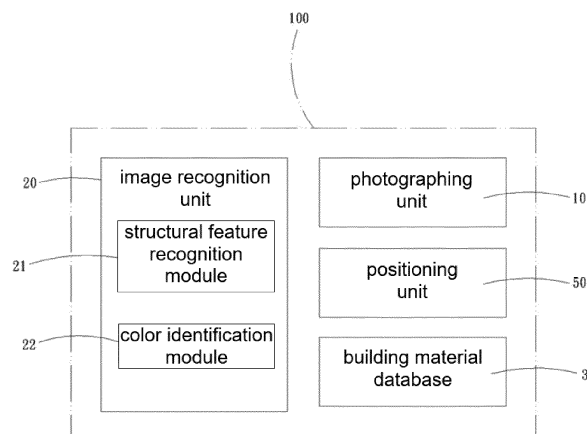 100
20
image recognition
unit
structural feature
recognition
module
21
color identification
module
22
photographing
unit
10
positioning
unit
50
building material
database
3